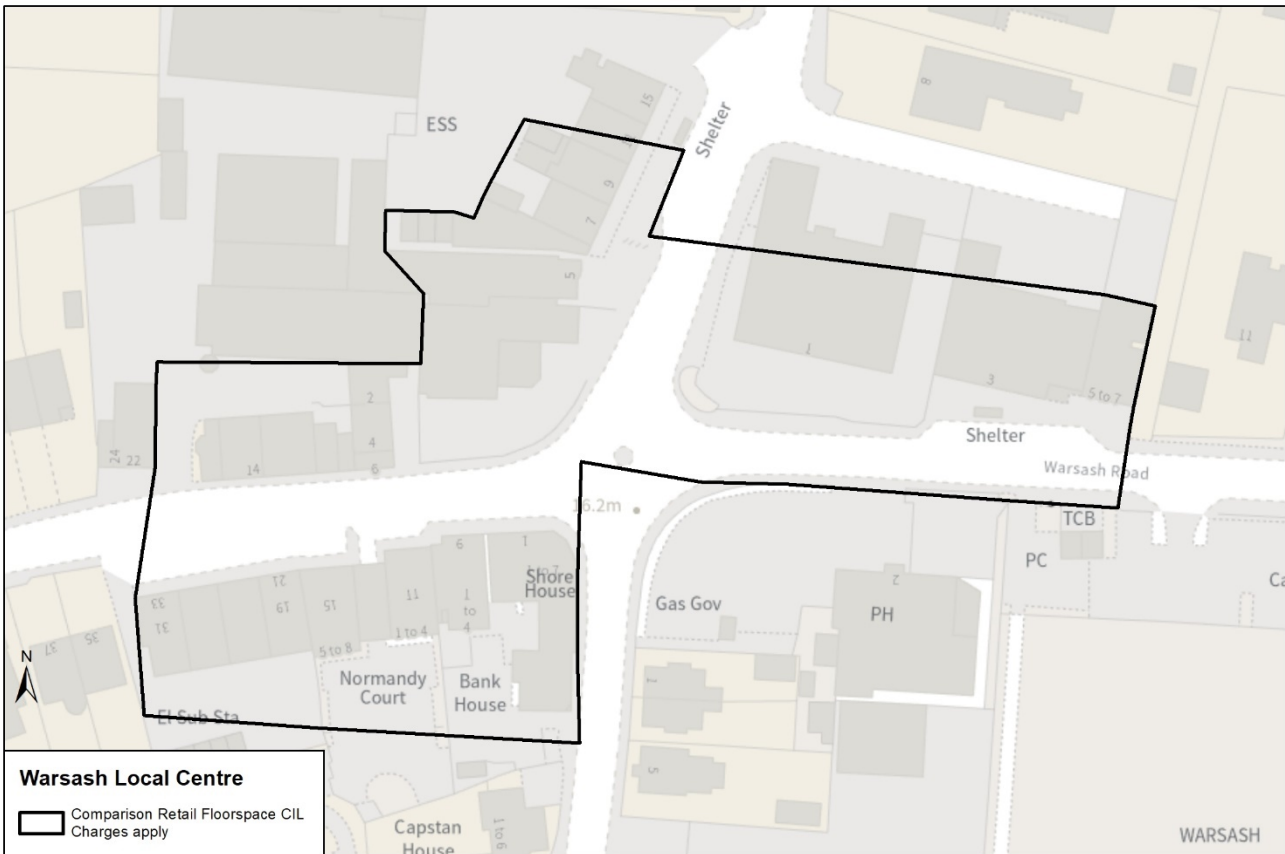 ESS
Shelter
8
15
13
9
7
5
11
1
3
5 to 7
Shelter
Warsash Road
2
4
6
14
24
22
16.2m
TCB
PC
Ca
9
1
1 to 7
Shore
House
21
33
31
19
15
11
1
to
4
1 to 4
5 to 8
Gas Gov
2
PH
37
35
N
Normandy
Court
Bank
House
El Sub Sta
1
5
Capstan
House
1 to 6
WARSASH
Warsash Local Centre
Comparison Retail Floorspace CIL
Charges apply